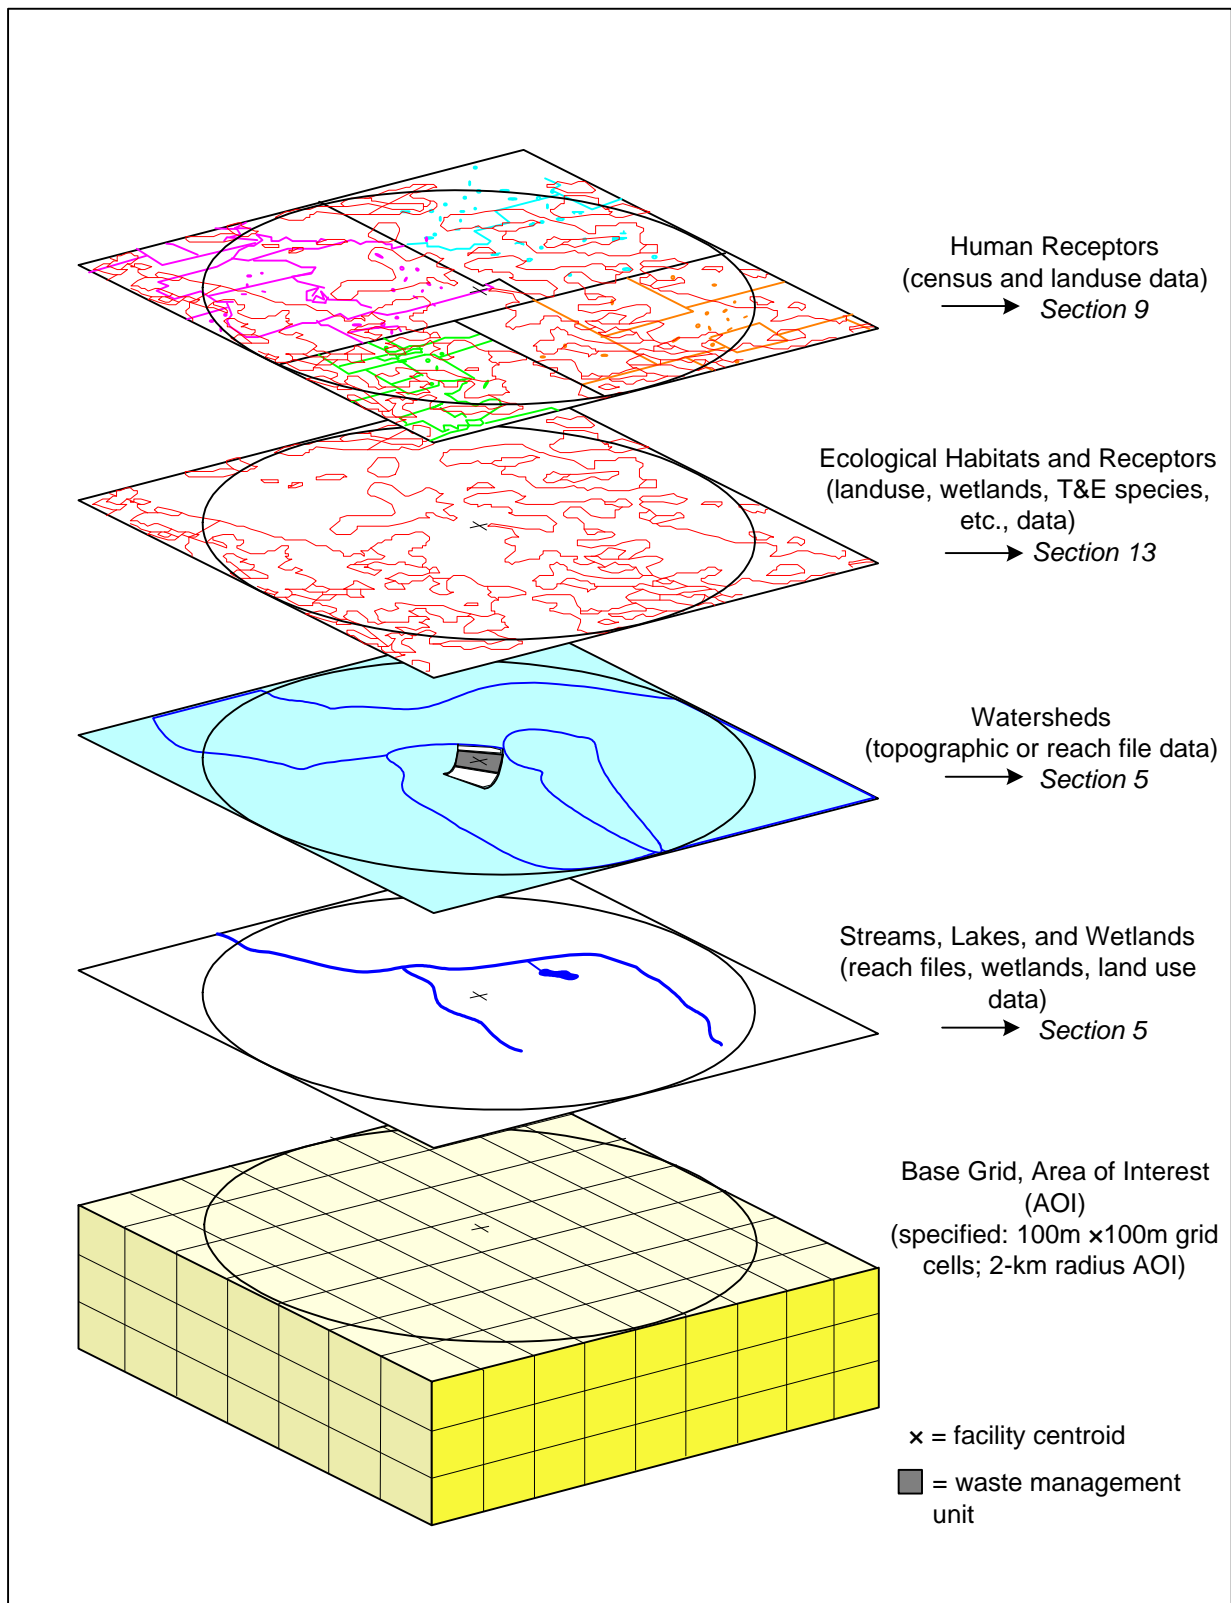 Human Receptors
(census and landuse data)
Section 9
Ecological Habitats and Receptors
(landuse, wetlands, T&E species,
etc., data)
Section 13
Watersheds
(topographic or reach file data)
Section 5
Streams, Lakes, and Wetlands
(reach files, wetlands, land use
data)
Section 5
Base Grid, Area of Interest
(AOI)
(specified: 100m ×100m grid
cells; 2-km radius AOI)
× = facility centroid
= waste management
unit